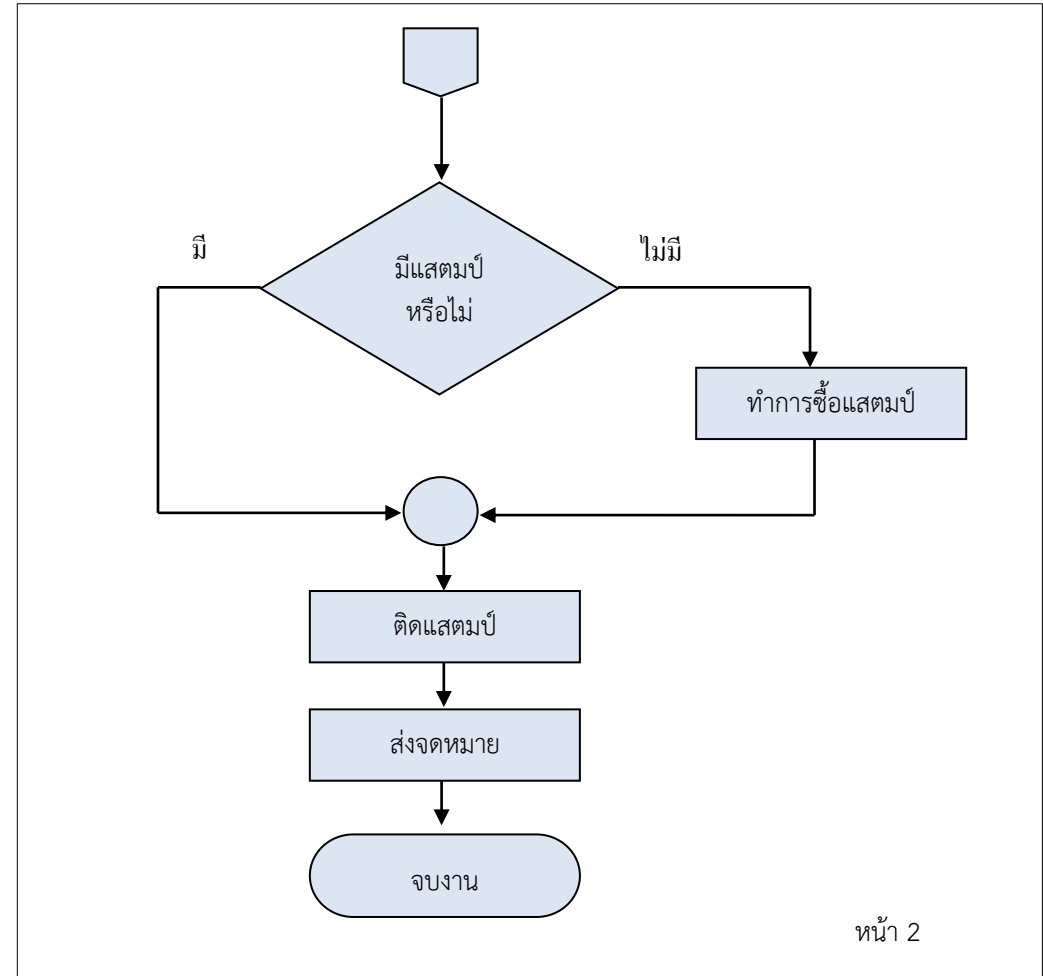 มี
ไม่มี
มีแสตมป์
หรือไม่
ทำการซื้อแสตมป์
ติดแสตมป์
ส่งจดหมาย
จบงาน
หน้า 2